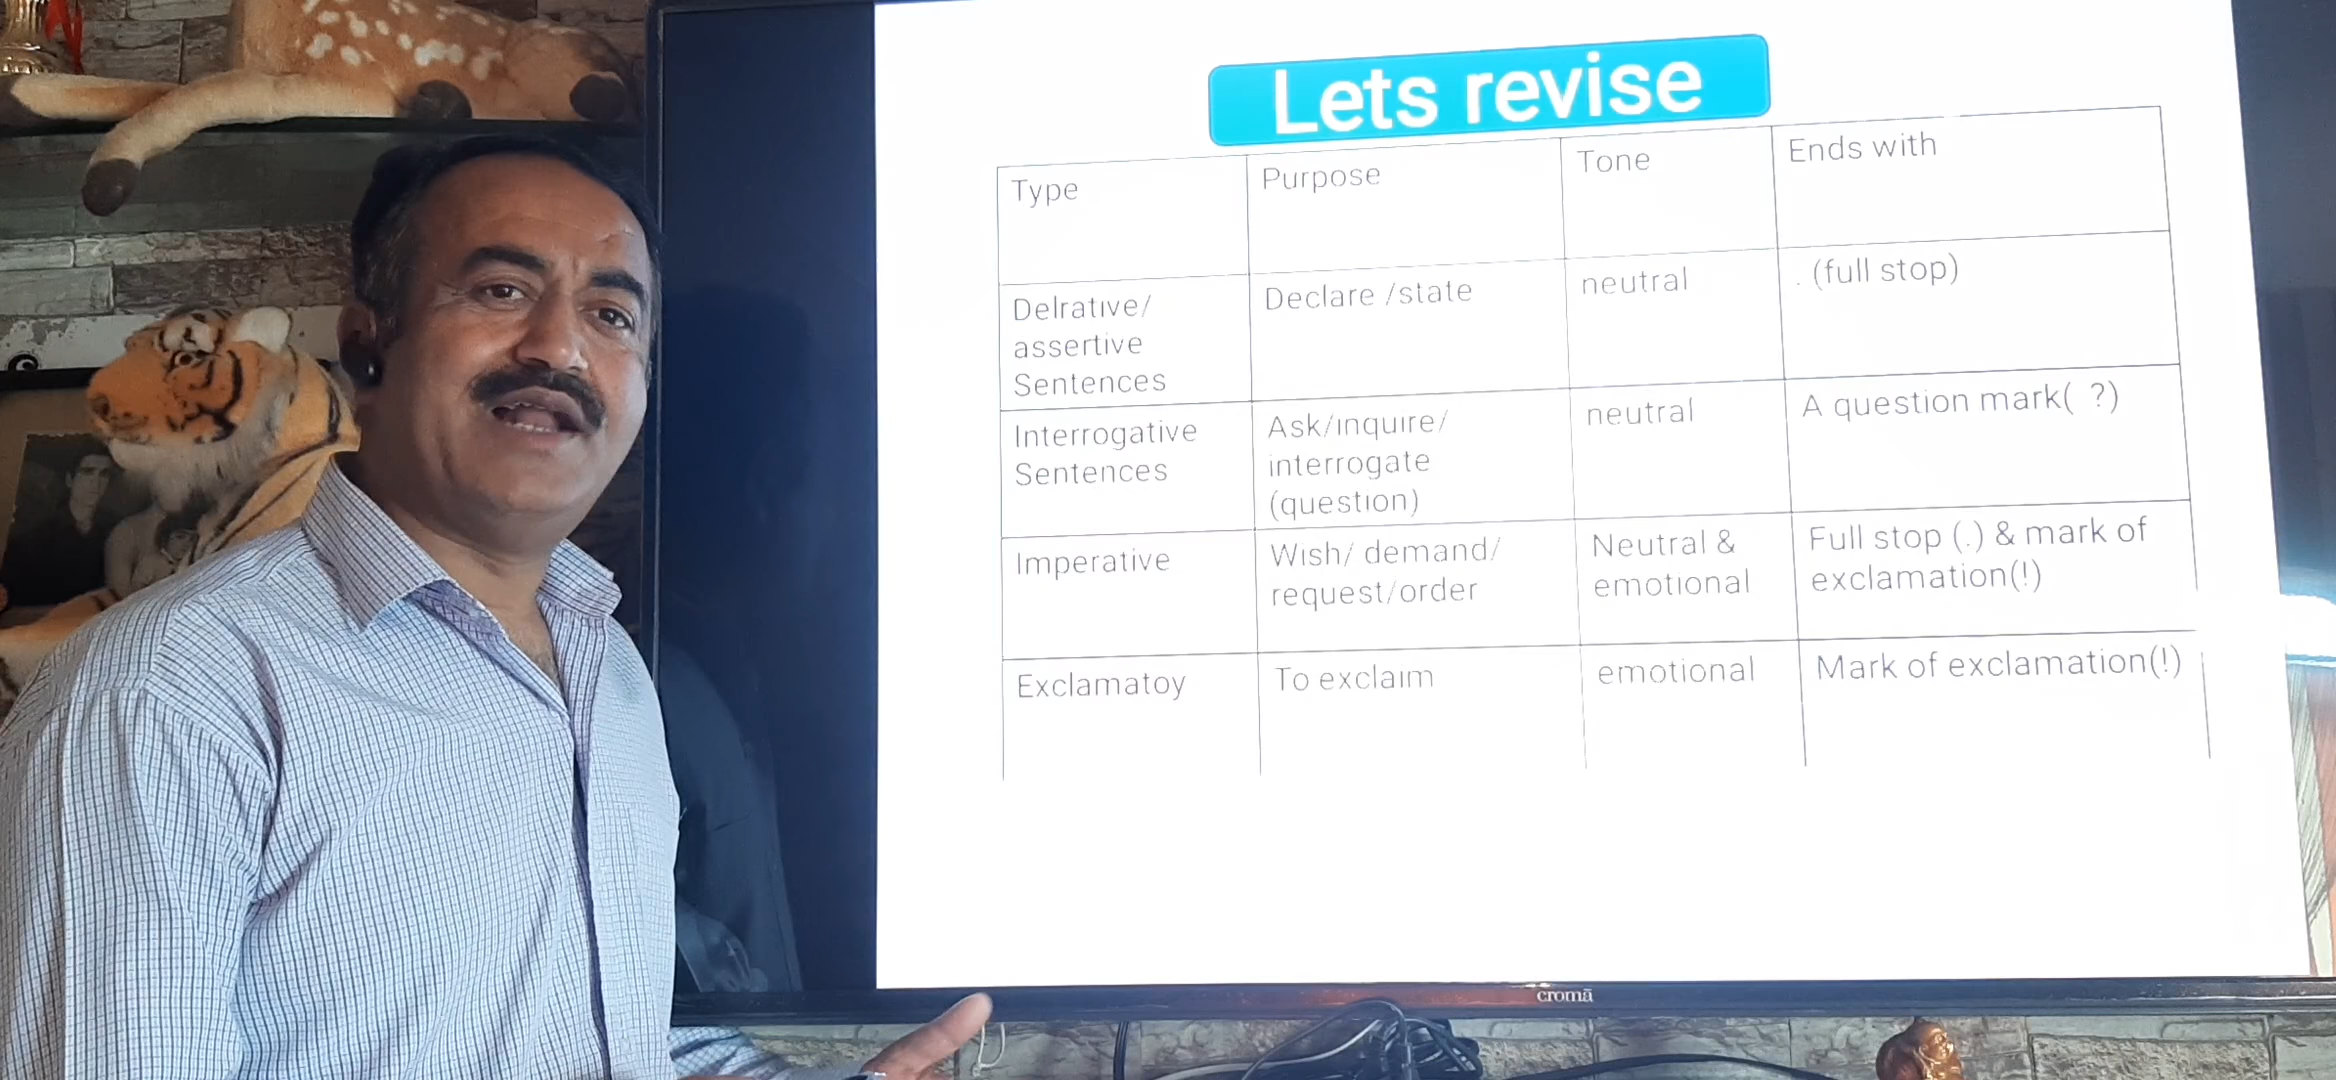 Lets revise
Type
Purpose
Tone
Ends with
Delrative/
assertive
Sentences
Declare /state
neutral
. (full stop)
Interrogative
Sentences
Ask/inquire/
interrogate
(question)
neutral
A question mark( ?)
Imperative
Wish/ demand/
request/order
Neutral &
emotional
Full stop (.) & mark of
exclamation(!)
Exclamatoy
To exclaim
emotional
Mark of exclamation(!)
cromā